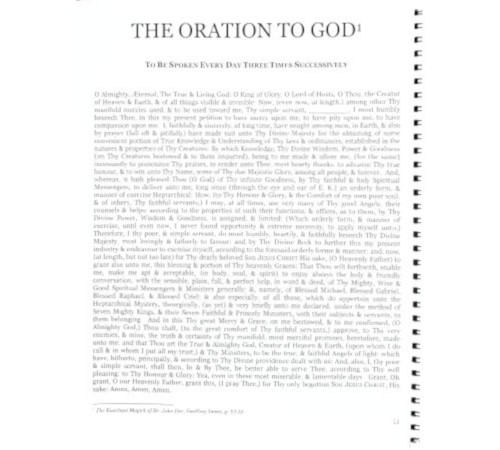 THE ORATION TO GOD¹
TO BE SPOKEN EVERY DAY THREE TIMES SUCCESSIVELY
O Almighty, Æternal, The True & Living God: O King of Glory, O Lord of Hosts, O Thou, the Creator
of Heaven & Earth, & of all things visible & invisible: Now, (even now, at length,) among other Thy
manifold mercies used, & to be used toward me, Thy simple servant, I most humbly
beseech Thee, in this my present petition to have mercy upon me, to have pity upon me, to have
compassion upon me. I, faithfully & sincerely, of long time, have sought among men, in Earth, & also
by prayer (full oft & pitifully) have made suit unto Thy Divine Majesty for the obtaining of some
convenient portion of True Knowledge & Understanding of Thy laws & ordinances, established in the
natures & properties of Thy Creatures: By which Knowledge, Thy Divine Wisdom, Power & Goodness
(on Thy Creatures bestowed & to them imparted), being to me made & allow me, (for the same)
incessantly to pronounce Thy praises, to render unto Thee, most hearty thanks, to advance Thy true
honour, & to win unto Thy Name, some of thy due Majestic Glory, among all people, & forever. And,
whereas, it hath pleased Thee (O God) of Thy infinite Goodness, by Thy faithful & holy Spiritual
Messengers, to deliver unto me, long since (through the eye and ear of E. K.) an orderly form, &
manner of exercise Heptarchical: How, (to Thy Honour & Glory, & the Comfort of my own poor soul,
& of others, Thy faithful servants,) I may, at all times, use very many of Thy good Angels, their
counsels & helps: according to the properties of such their functions, & offices, as to them, by Thy
Divine Power, Wisdom & Goodness, is assigned, & limited: (Which orderly form, & manner of
exercise, until even now, I never found opportunity & extreme necessity, to apply myself unto.)
Therefore, I thy poor, & simple servant, do most humbly, heartily, & faithfully beseech Thy Divine
Majesty, most lovingly & fatherly to favour: and by Thy Divine Beck to further this my present
industry & endeavour to exercise myself, according to the foresaid orderly forme & manner: and, now,
(at length, but not too late) for Thy dearly beloved Son JESUS CHRIST His sake, (O Heavenly Father) to
grant also unto me, this blessing & portion of Thy heavenly Graces: That Thou wilt forthwith, enable
me, make me apt & acceptable, (in body, soul, & spirit) to enjoy always the holy & friendly
conversation, with the sensible, plain, full, & perfect help, in word & deed, of Thy Mighty, Wise &
Good Spiritual Messengers & Ministers generally: &, namely, of Blessed Michael, Blessed Gabriel,
Blessed Raphael, & Blessed Uriel: & also especially, of all those, which do appertain unto the
Heptarchical Mystery, theurgically, (as yet) & very briefly unto me declared: under the method of
Seven Mighty Kings, & their Seven Faithful & Princely Ministers, with their subjects & servants, to
them belonging. And in this Thy great Mercy & Grace, on me bestowed, & to me confirmed, (O
Almighty God,) Thou shalt, (to the great comfort of Thy faithful servants,) approve, to Thy very
enemies, & mine, the truth & certainty of Thy manifold, most merciful promises, heretofore, made
unto me: and that Thou art the True & Almighty God, Creator of Heaven & Earth, (upon whom I do
call & in whom I put all my trust,) & Thy Ministers, to be the true, & faithful Angels of light: which
have, hitherto, principally, & according to Thy Divine providence dealt with us: And, also, I, thy poor
& simple servant, shall then, In & By Thee, be better able to serve Thee, according to Thy well
pleasing: to Thy Honour & Glory: Yea, even in these most miserable, & lamentable days. Grant, Oh
grant, O our Heavenly Father, grant this, (I pray Thee,) for Thy only begotten Son JESUS CHRIST, His
sake: Amen, Amen, Amen.
¹ The Enochian Magick of Dr. John Dee, Geoffrey James, p.